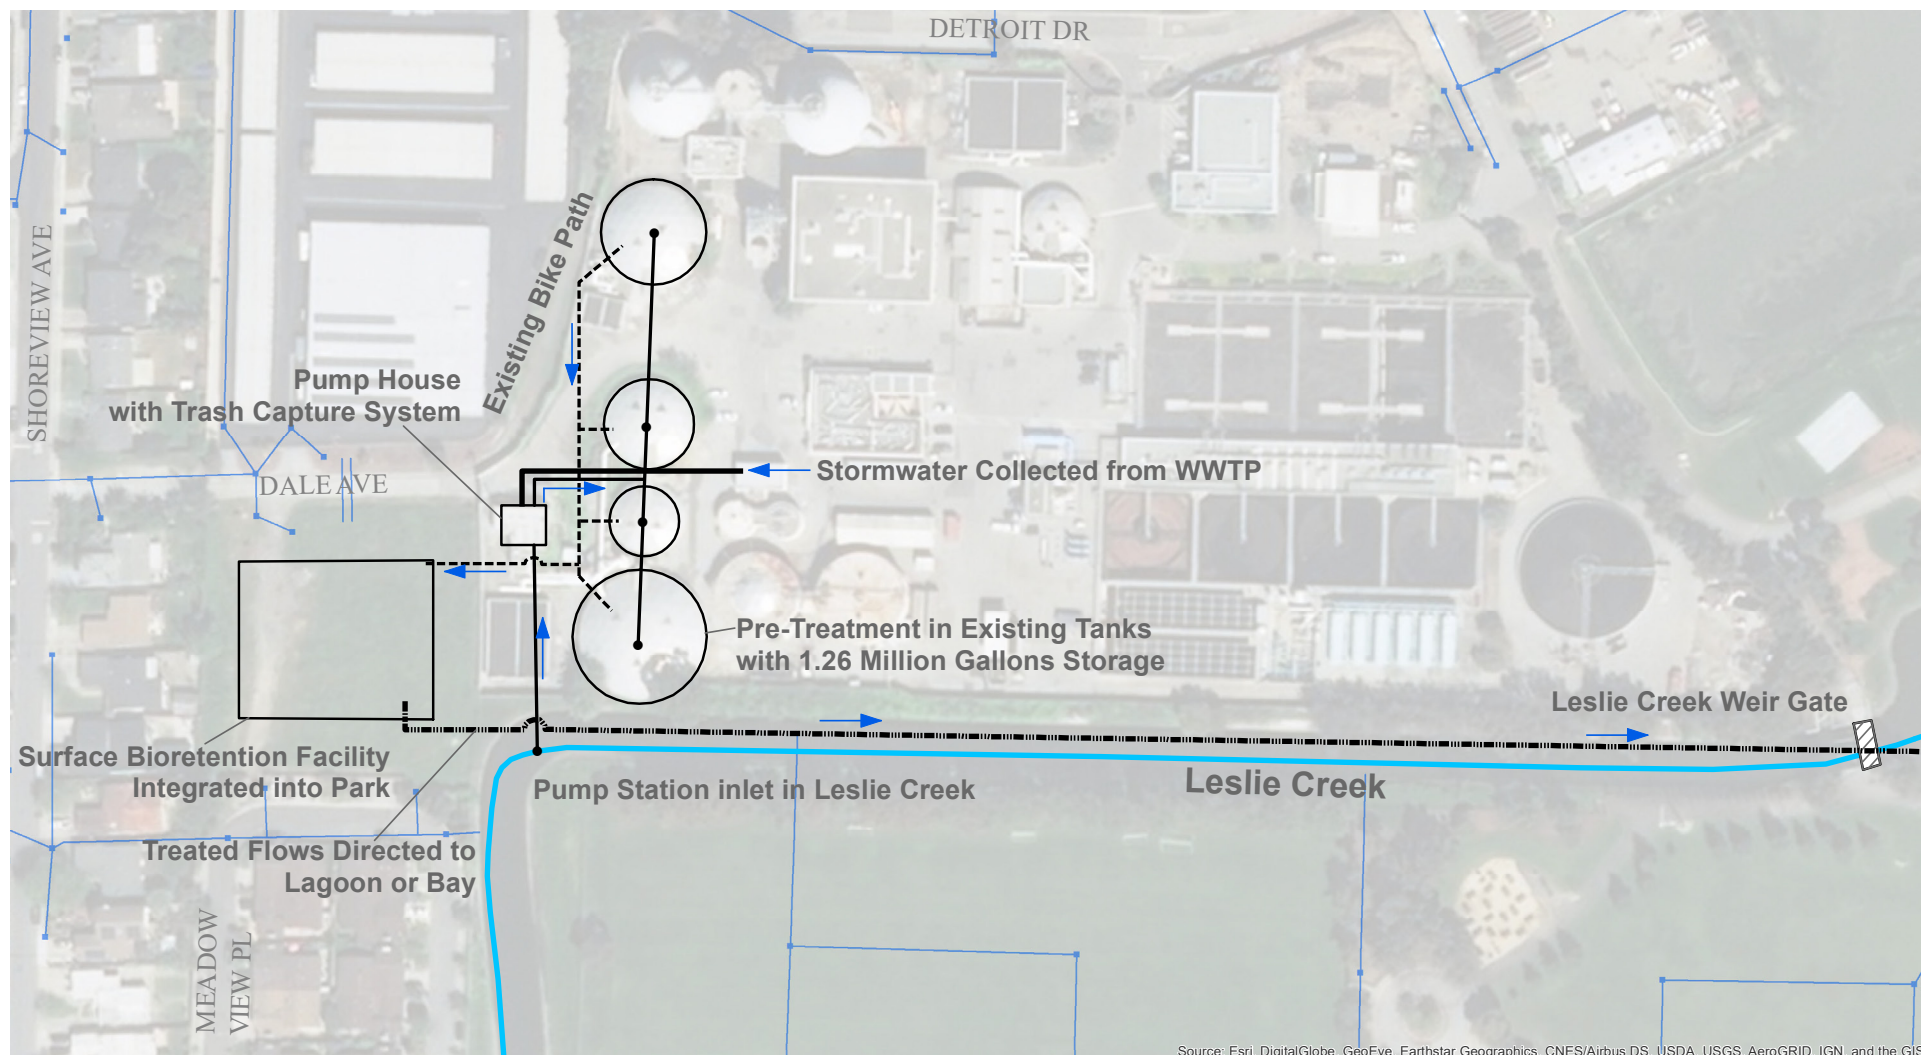 DETROIT DR
SHOREVIEW AVE
Existing Bike Path
Pump House
with Trash Capture System
Stormwater Collected from WWTP
DALE AVE
Pre-Treatment in Existing Tanks
with 1.26 Million Gallons Storage
Leslie Creek Weir Gate
Surface Bioretention Facility
Integrated into Park
Pump Station inlet in Leslie Creek
Leslie Creek
Treated Flows Directed to
Lagoon or Bay
MEADOW
VIEW PL
Source: Esri, DigitalGlobe, GeoEye, Earthstar Geographics, CNES/Airbus DS, USDA, USGS, AeroGRID, IGN, and the GIS